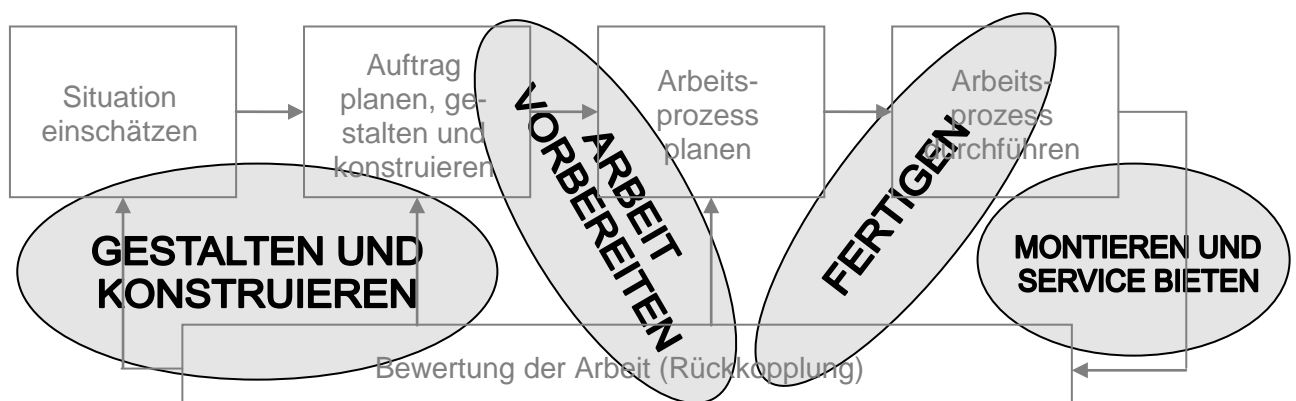 Situation
einschätzen
Auftrag
planen, ge-
stalten und
konstruieren
Arbeits-
prozess
planen
Arbeits-
prozess
durchführen
GESTALTEN UND
KONSTRUIEREN
ARBEIT
VORBEREITEN
FERTIGEN
MONTIEREN UND
SERVICE BIETEN
Bewertung der Arbeit (Rückkopplung)